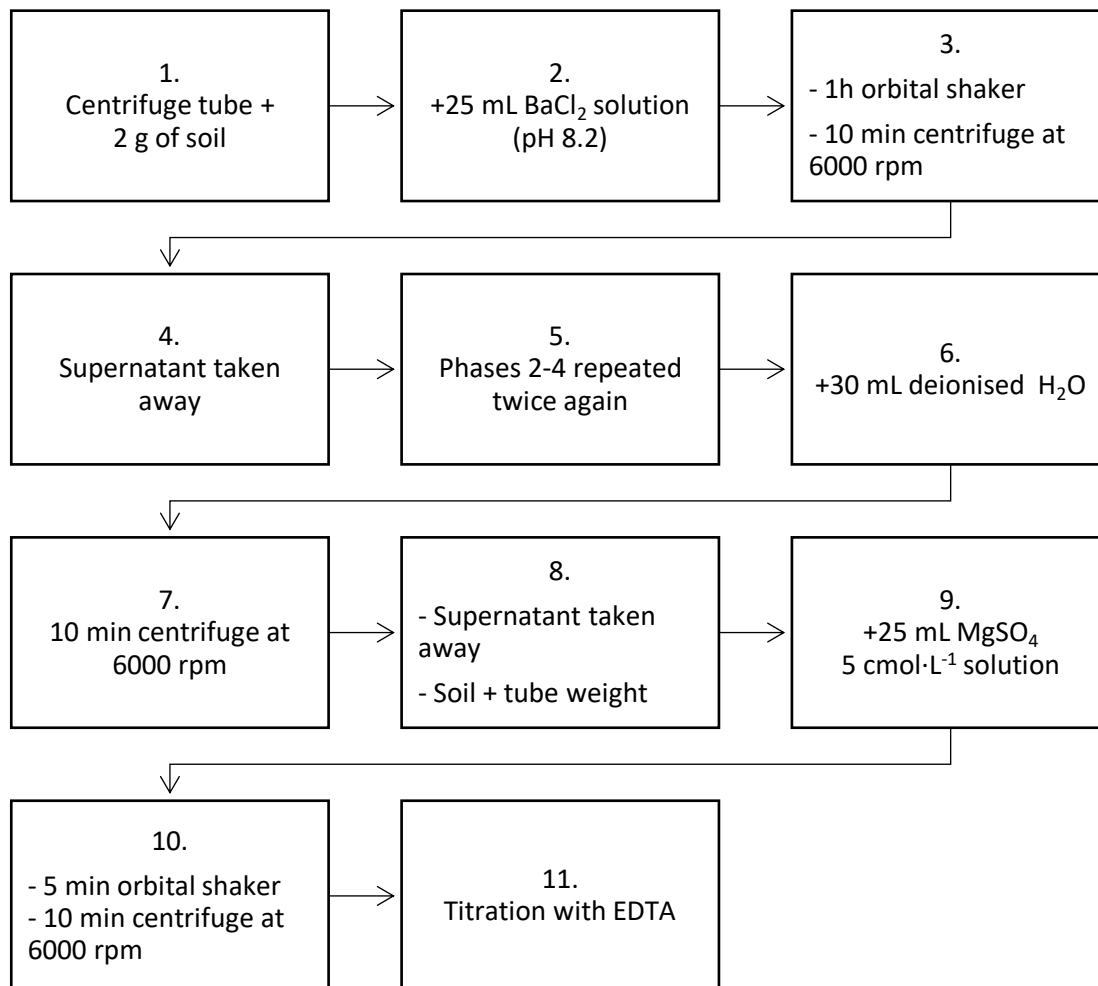 1.
Centrifuge tube +
2 g of soil
2.
+25 mL BaCl₂ solution
(pH 8.2)
3.
- 1h orbital shaker
- 10 min centrifuge at
6000 rpm
4.
Supernatant taken
away
5.
Phases 2-4 repeated
twice again
6.
+30 mL deionised H₂O
7.
10 min centrifuge at
6000 rpm
8.
- Supernatant taken
away
- Soil + tube weight
9.
+25 mL MgSO₄
5 cmol·L⁻¹ solution
10.
- 5 min orbital shaker
- 10 min centrifuge at
6000 rpm
11.
Titration with EDTA